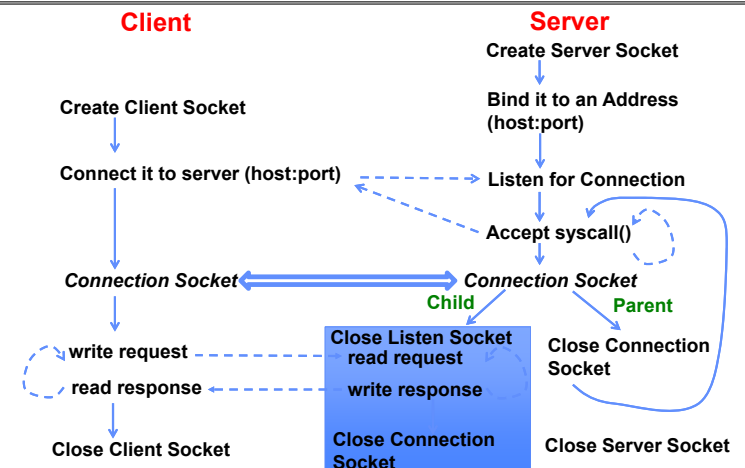 Client
Server
Create Server Socket
Create Client Socket
Bind it to an Address
(host:port)
Connect it to server (host:port)
Listen for Connection
Accept syscall()
Connection Socket
Connection Socket
Child
Parent
Close Listen Socket
write request
read request
Close Connection
Socket
read response
write response
Close Client Socket
Close Connection
Socket
Close Server Socket